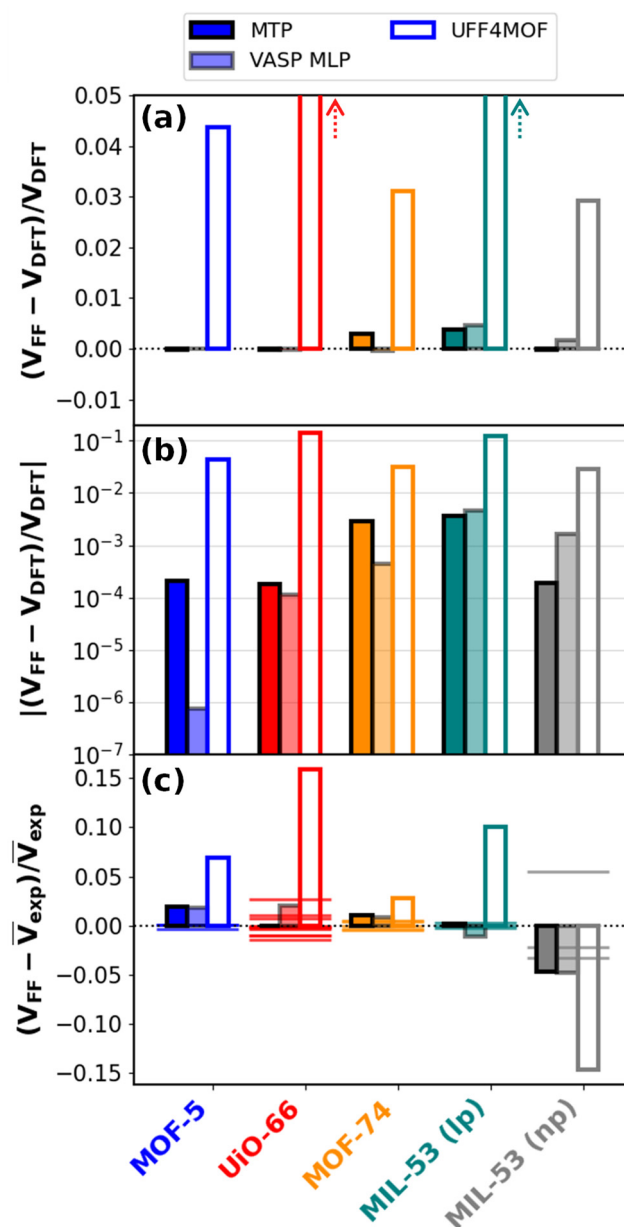 MTP
VASP MLP
UFF4MOF
(a)
(V_FF − V_DFT)/V_DFT
0.05
0.04
0.03
0.02
0.01
0.00
−0.01
(b)
|(V_FF − V_DFT)/V_DFT|
10^−1
10^−2
10^−3
10^−4
10^−5
10^−6
10^−7
(c)
(V_FF − V̅_exp)/V̅_exp
0.15
0.10
0.05
0.00
−0.05
−0.10
−0.15
MOF-5
UiO-66
MOF-74
MIL-53 (lp)
MIL-53 (np)